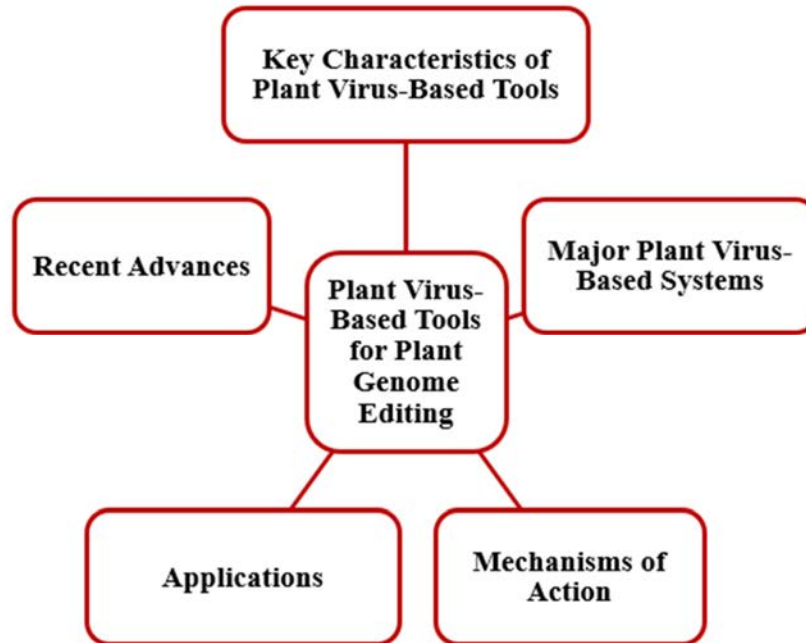 Key Characteristics of
Plant Virus-Based Tools
Recent Advances
Major Plant Virus-
Based Systems
Plant Virus-
Based Tools
for Plant
Genome
Editing
Applications
Mechanisms of
Action